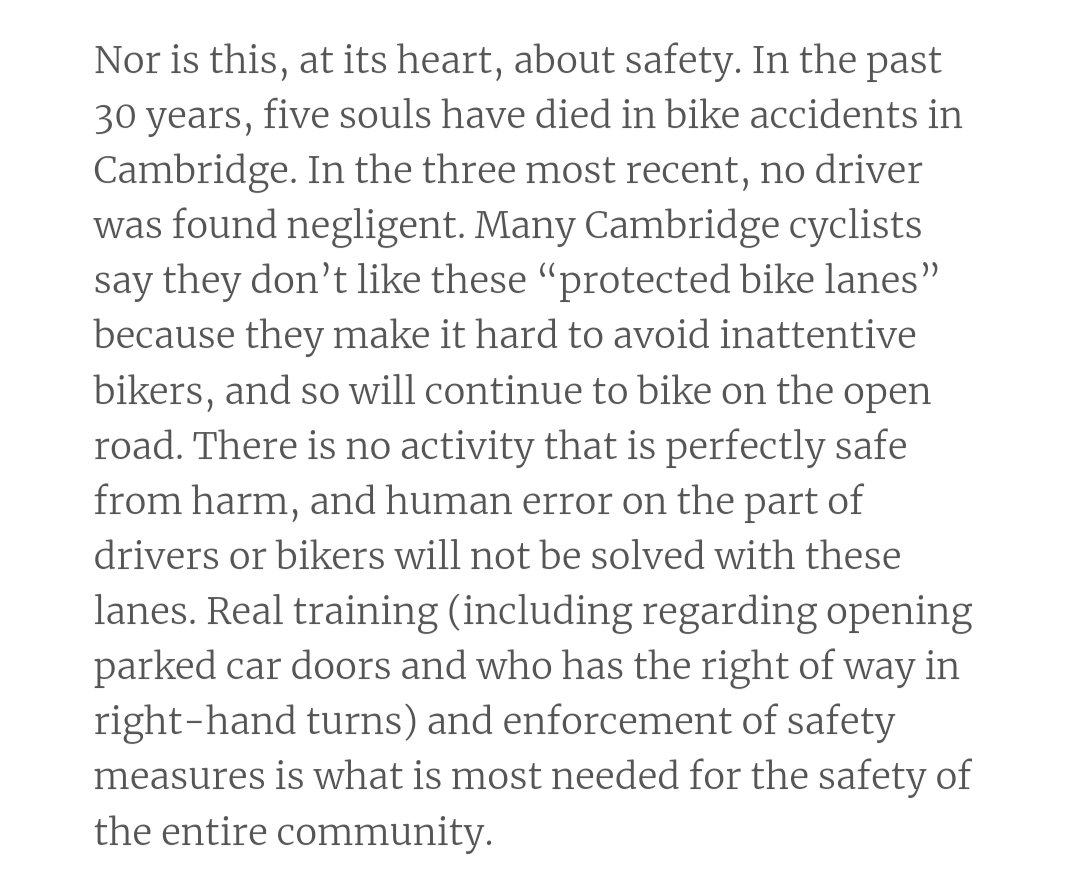 Nor is this, at its heart, about safety. In the past
30 years, five souls have died in bike accidents in
Cambridge. In the three most recent, no driver
was found negligent. Many Cambridge cyclists
say they don’t like these “protected bike lanes”
because they make it hard to avoid inattentive
bikers, and so will continue to bike on the open
road. There is no activity that is perfectly safe
from harm, and human error on the part of
drivers or bikers will not be solved with these
lanes. Real training (including regarding opening
parked car doors and who has the right of way in
right-hand turns) and enforcement of safety
measures is what is most needed for the safety of
the entire community.